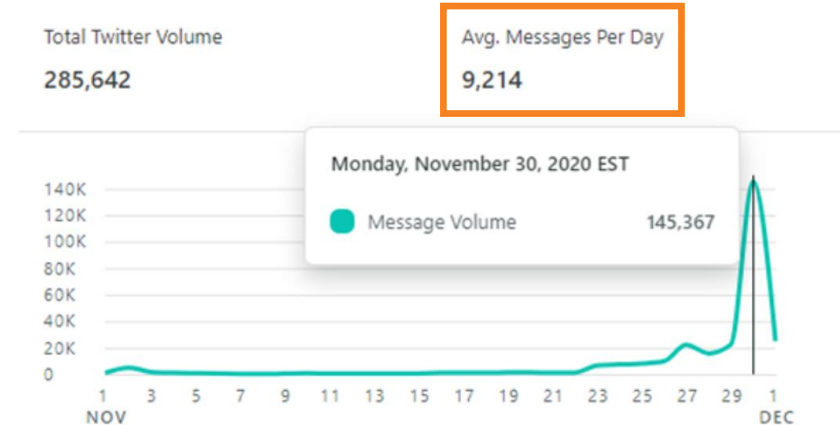 Total Twitter Volume
285,642
Avg. Messages Per Day
9,214
Monday, November 30, 2020 EST
Message Volume 145,367
140K
120K
100K
80K
60K
40K
20K
0
1 3 5 7 9 11 13 15 17 19 21 23 25 27 29 1
NOV DEC